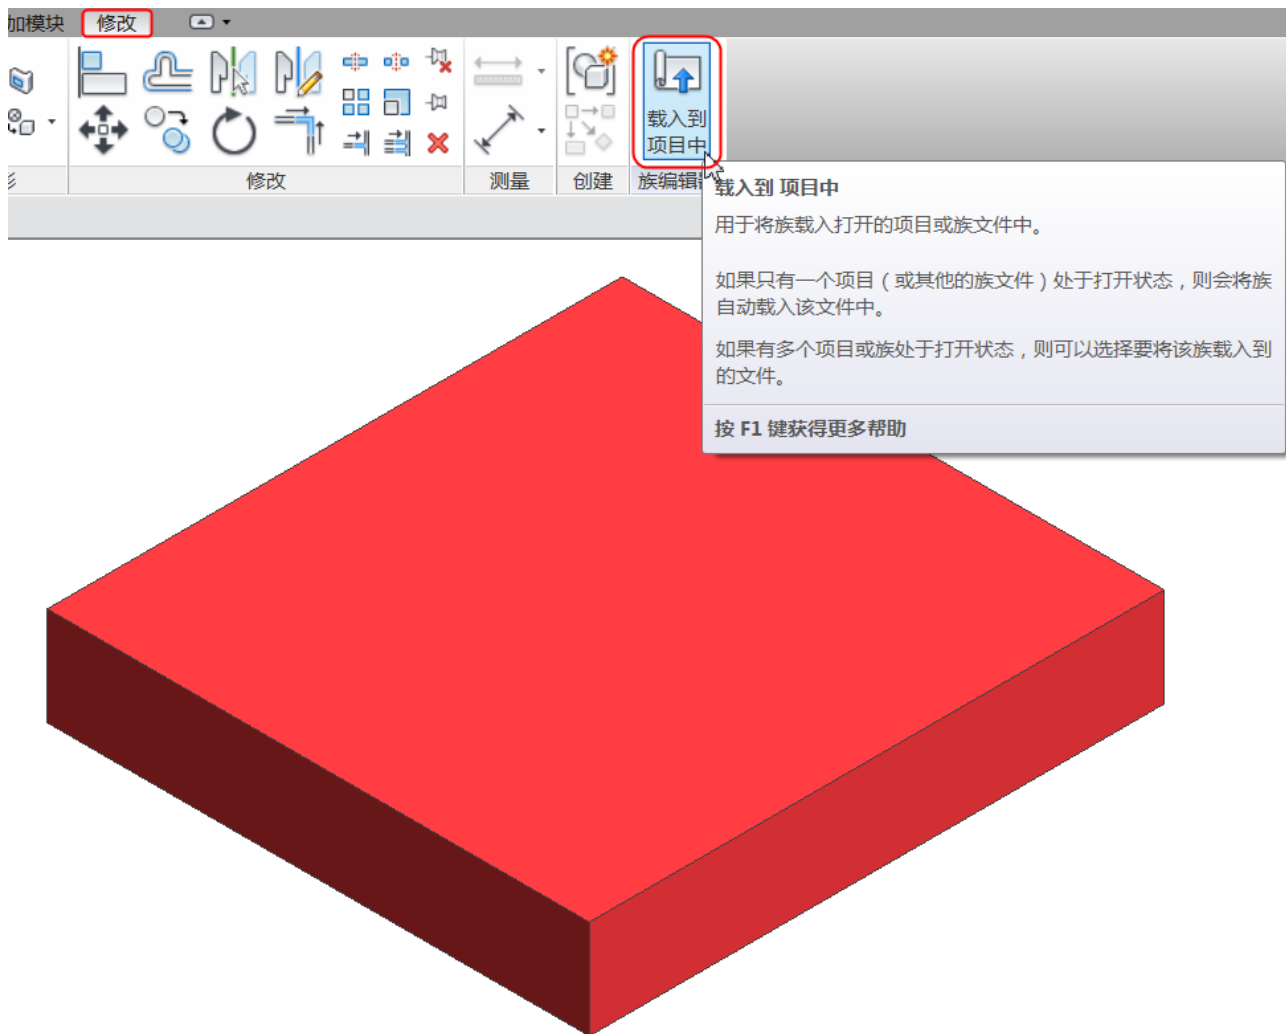 加模块
修改
载入到
项目中
修改
测量
创建
族编辑
载入到 项目中
用于将族载入打开的项目或族文件中。
如果只有一个项目（或其他的族文件）处于打开状态，则会将族
自动载入该文件中。
如果有多个项目或族处于打开状态，则可以选择要将该族载入到
的文件。
按 F1 键获得更多帮助